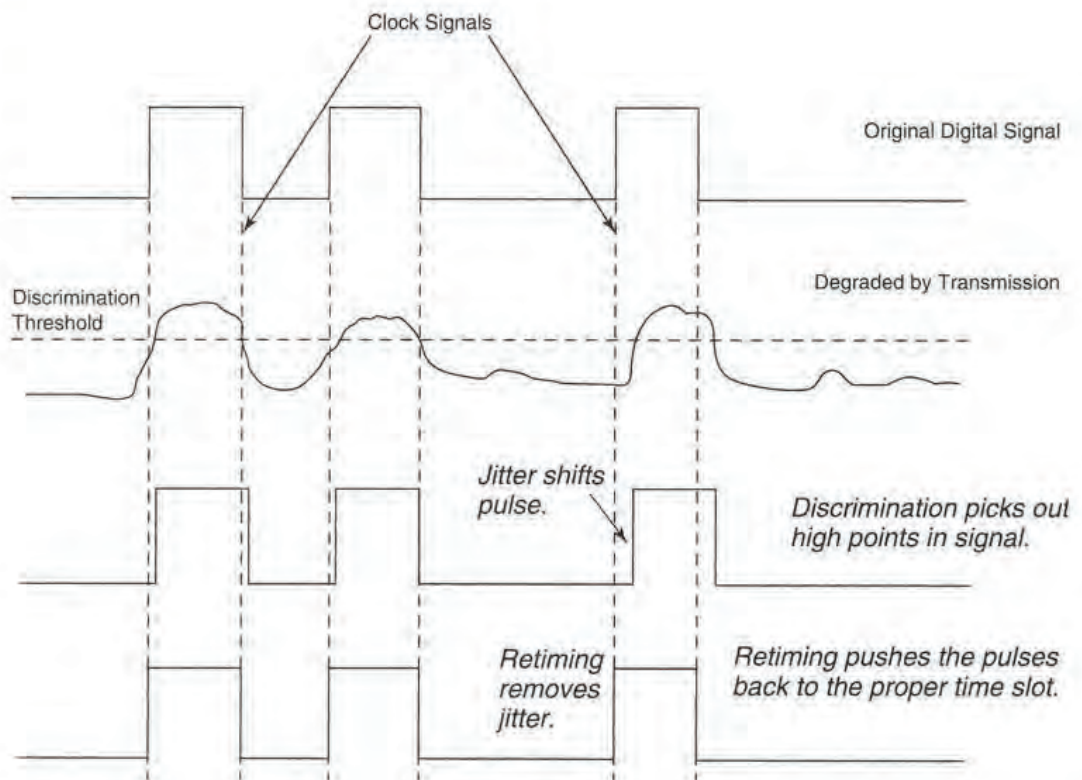 Clock Signals
Original Digital Signal
Degraded by Transmission
Discrimination
Threshold
Jitter shifts
pulse.
Discrimination picks out
high points in signal.
Retiming
removes
jitter.
Retiming pushes the pulses
back to the proper time slot.